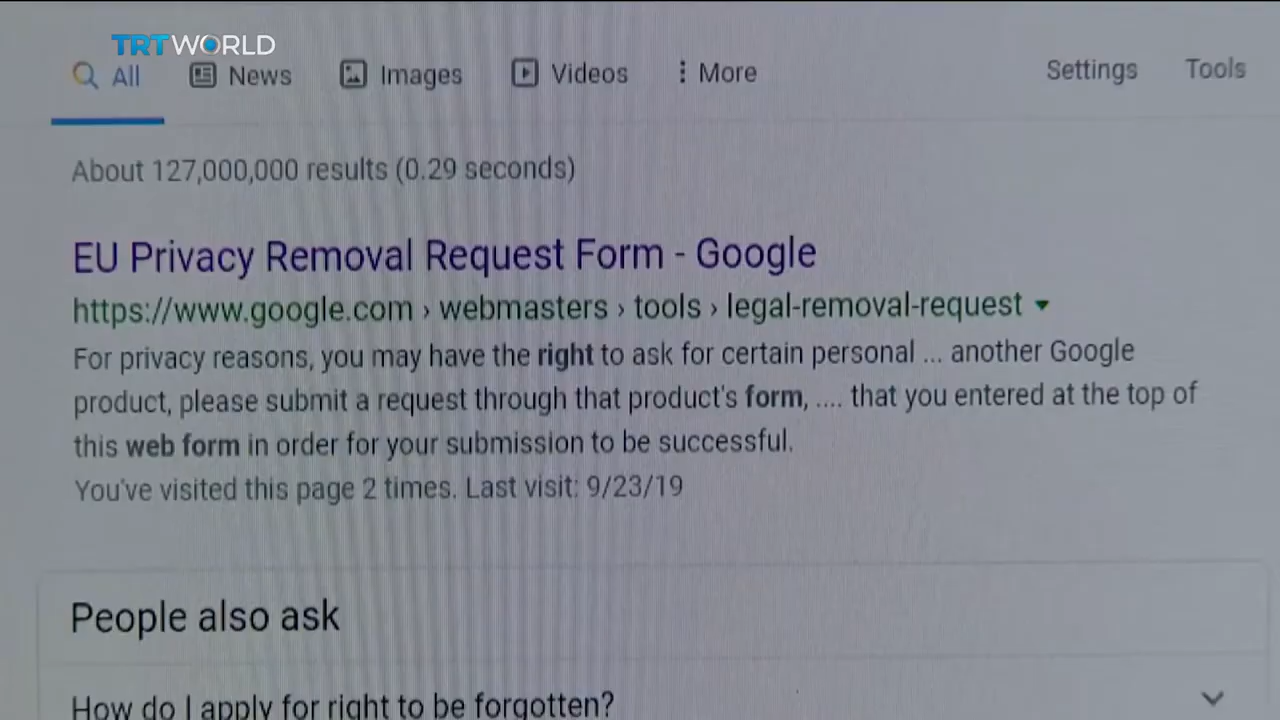 TRT WORLD
All News Images Videos More Settings Tools
About 127,000,000 results (0.29 seconds)
EU Privacy Removal Request Form - Google
https://www.google.com › webmasters › tools › legal-removal-request
For privacy reasons, you may have the right to ask for certain personal ... another Google
product, please submit a request through that product's form, .... that you entered at the top of
this web form in order for your submission to be successful.
You've visited this page 2 times. Last visit: 9/23/19
People also ask
How do I apply for right to be forgotten?